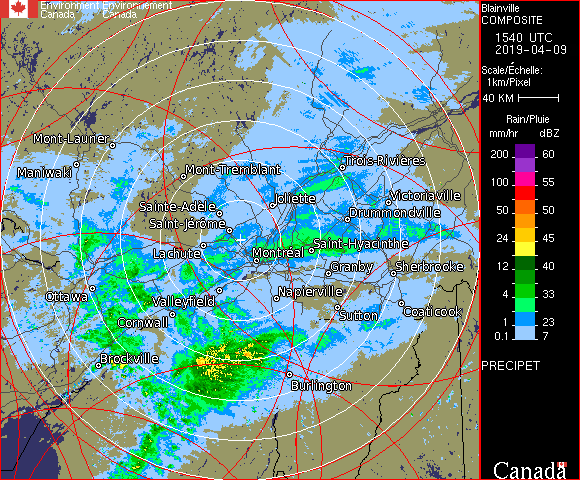 Environment Environnement
Canada Canada
Blainville
COMPOSITE
1540 UTC
2019-04-09
Scale/Échelle:
1km/Pixel
40 KM
Rain/Pluie
mm/hr dBZ
200 60
100 55
50 50
24 45
12 40
4 33
1 23
0.1 7
PRECIPET
Canada
Mont-Laurier
Maniwaki
Mont-Tremblant
Trois-Rivières
Joliette
Victoriaville
Sainte-Adèle
Drummondville
Saint-Jérôme
Lachute
Montréal
Saint-Hyacinthe
Granby
Sherbrooke
Ottawa
Valleyfield
Napierville
Coaticook
Cornwall
Sutton
Brockville
Burlington